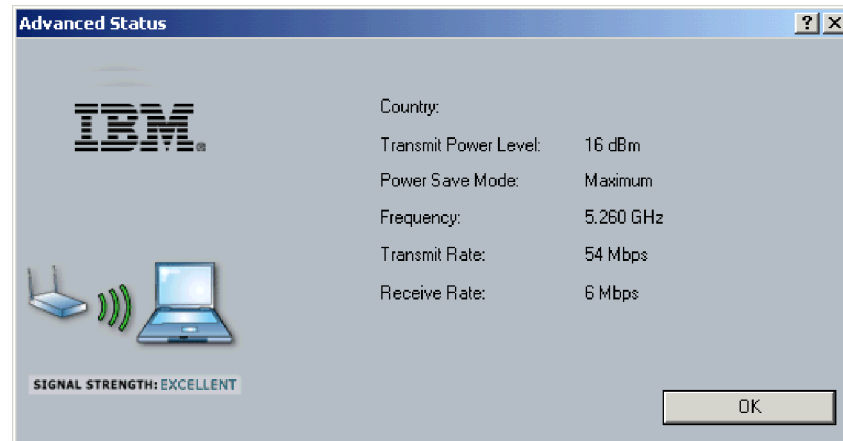 Advanced Status
IBM®
Country:
Transmit Power Level: 16 dBm
Power Save Mode: Maximum
Frequency: 5.260 GHz
Transmit Rate: 54 Mbps
Receive Rate: 6 Mbps
SIGNAL STRENGTH: EXCELLENT
OK